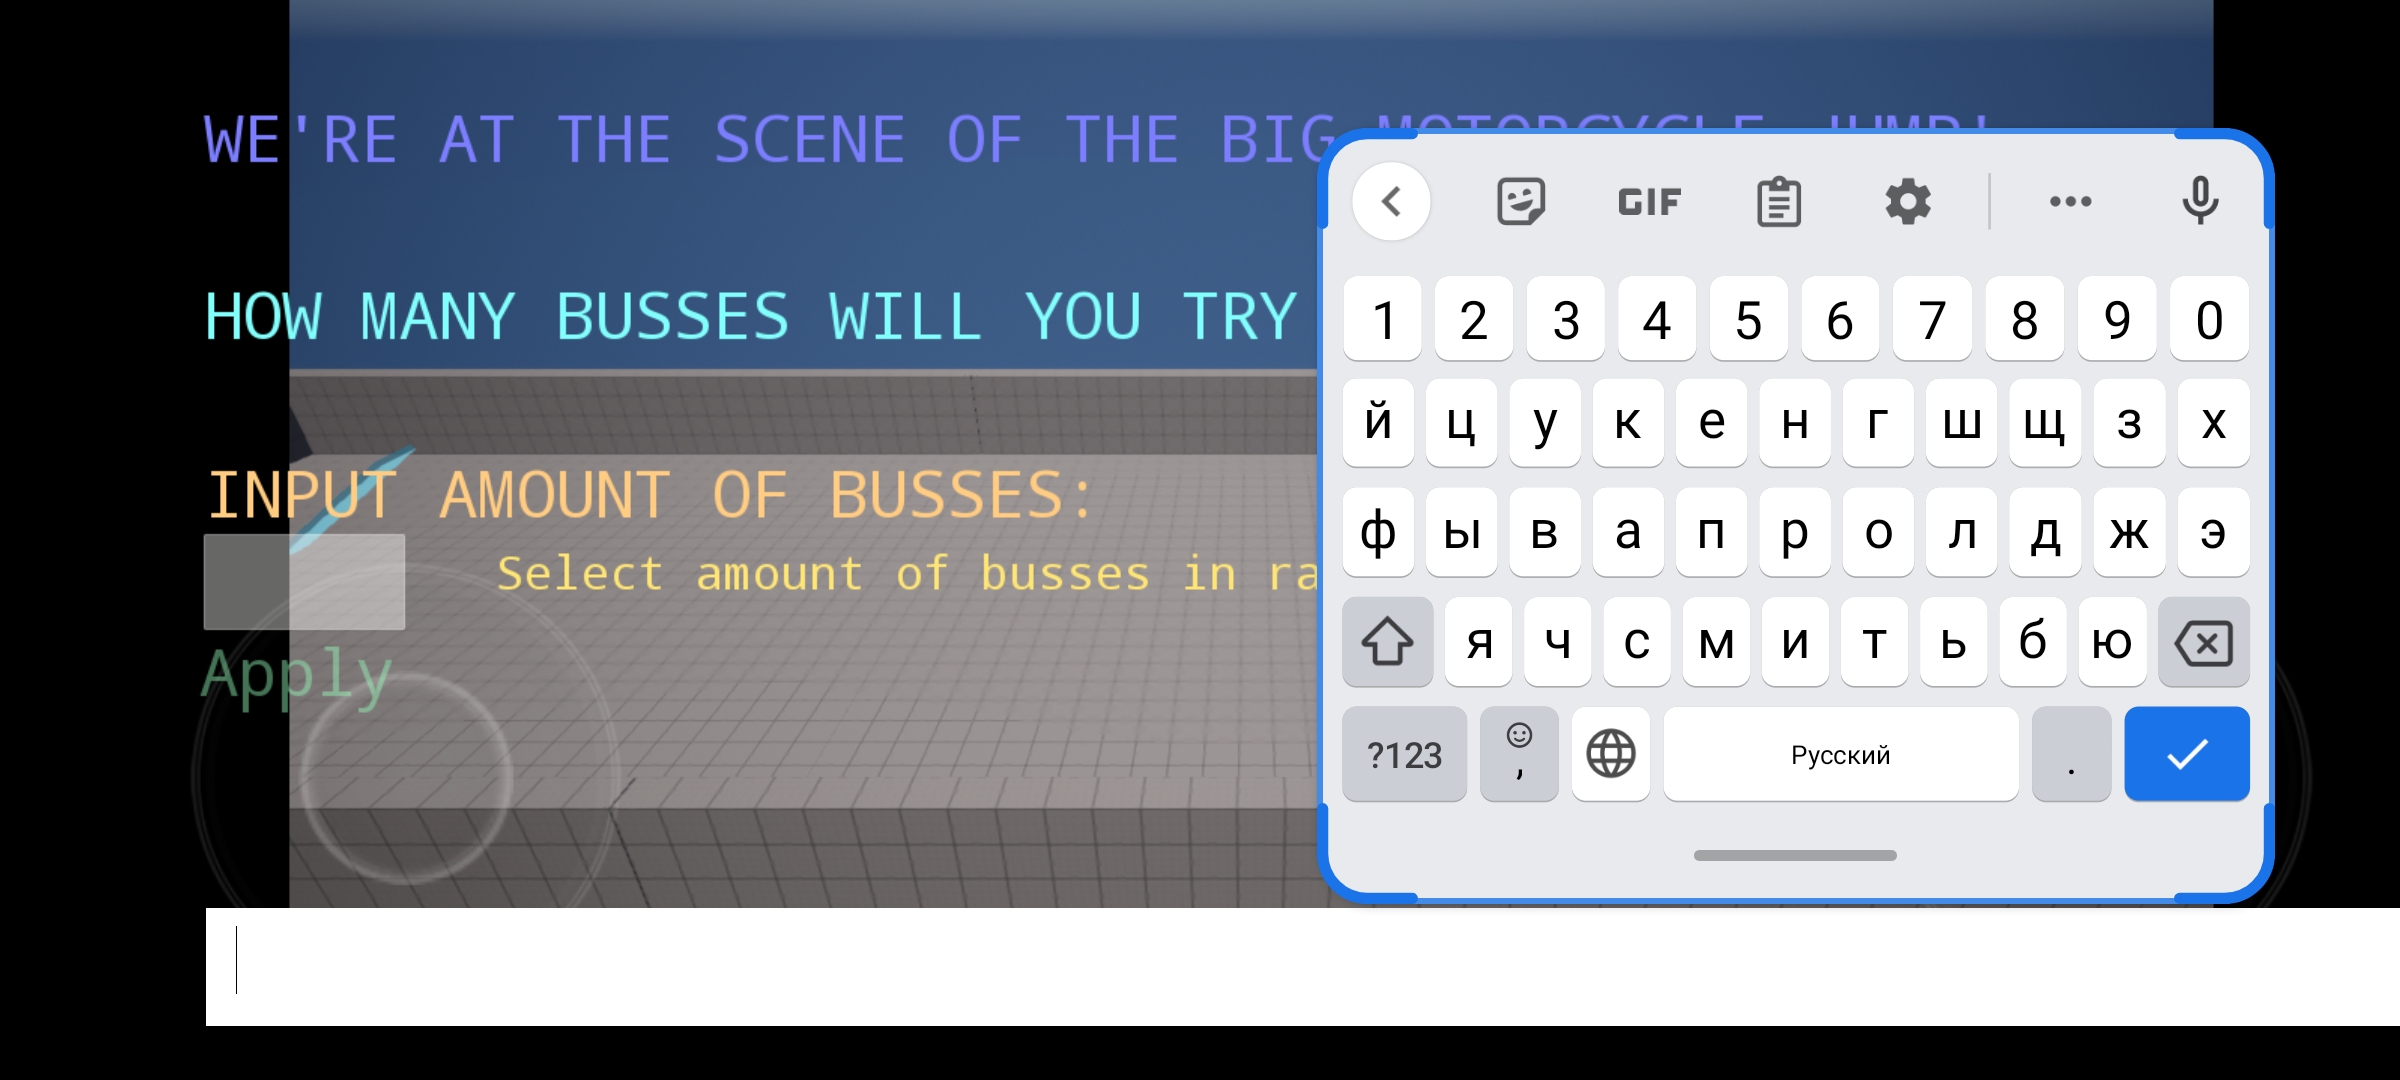 WE'RE AT THE SCENE OF THE BIG MOTORCYCLE JUMP!
HOW MANY BUSSES WILL YOU TRY
INPUT AMOUNT OF BUSSES:
Select amount of busses in ra
Apply
GIF
1 2 3 4 5 6 7 8 9 0
й ц у к е н г ш щ з х
ф ы в а п р о л д ж э
я ч с м и т ь б ю
?123 , Русский .